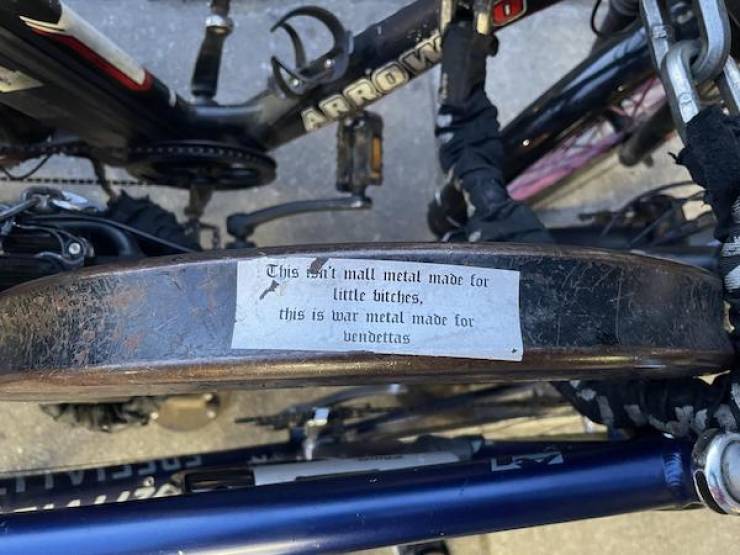 ARROW
This isn't mall metal made for
little bitches,
this is war metal made for
vendettas